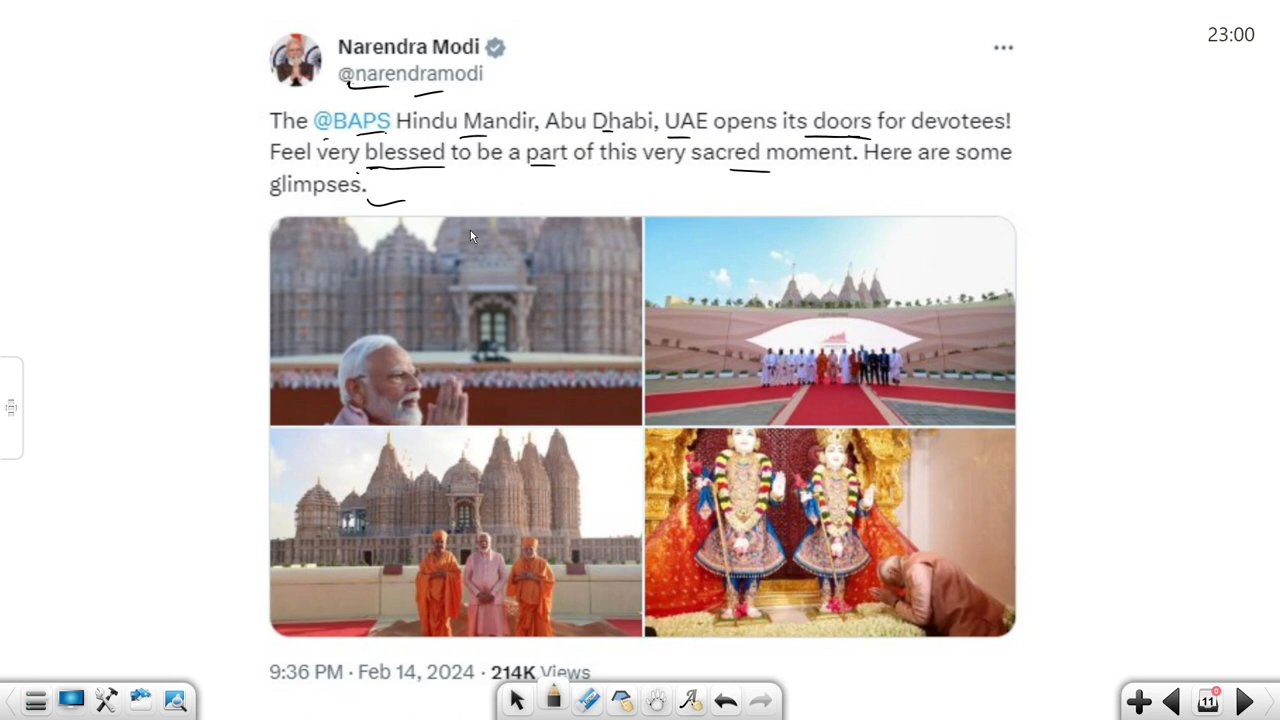 Narendra Modi
23:00
@narendramodi
The @BAPS Hindu Mandir, Abu Dhabi, UAE opens its doors for devotees!
Feel very blessed to be a part of this very sacred moment. Here are some
glimpses.
9:36 PM · Feb 14, 2024 · 214K Views
11
0